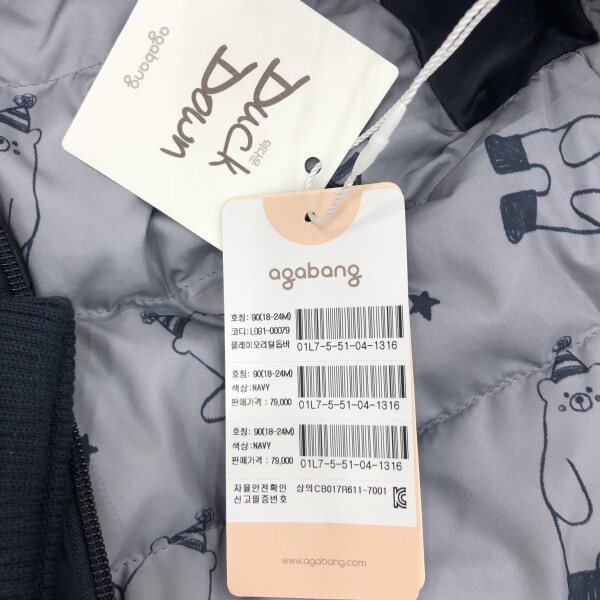 agabang
Duck
Down
덕다운
agabang
호칭: 90(18-24M)
코디: L091-00079
플레이오리털돕바
01L7-5-51-04-1316
호칭: 90(18-24M)
색상: NAVY
판매가격 : 79,000
01L7-5-51-04-1316
호칭: 90(18-24M)
색상: NAVY
판매가격 : 79,000
01L7-5-51-04-1316
자율안전확인 상의CB017R611-7001
신고필증번호
www.agabang.com